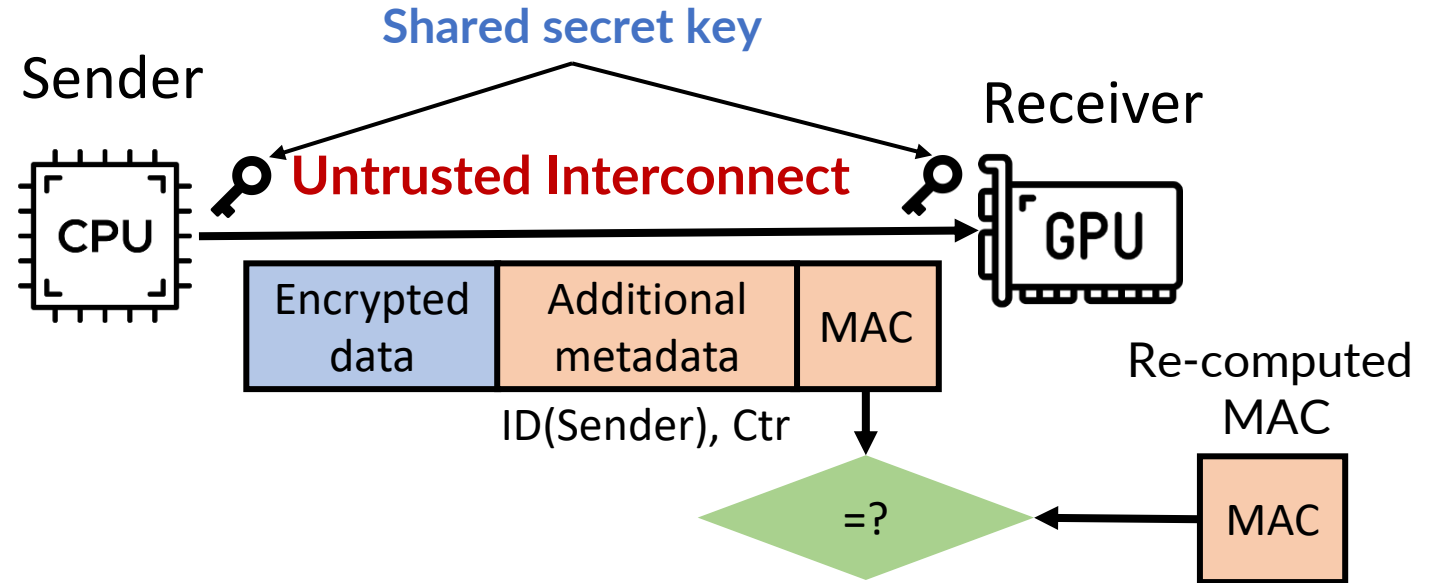 Shared secret key
Sender
Receiver
Untrusted Interconnect
CPU
GPU
Encrypted
data
Additional
metadata
MAC
ID(Sender), Ctr
Re-computed
MAC
=?
MAC